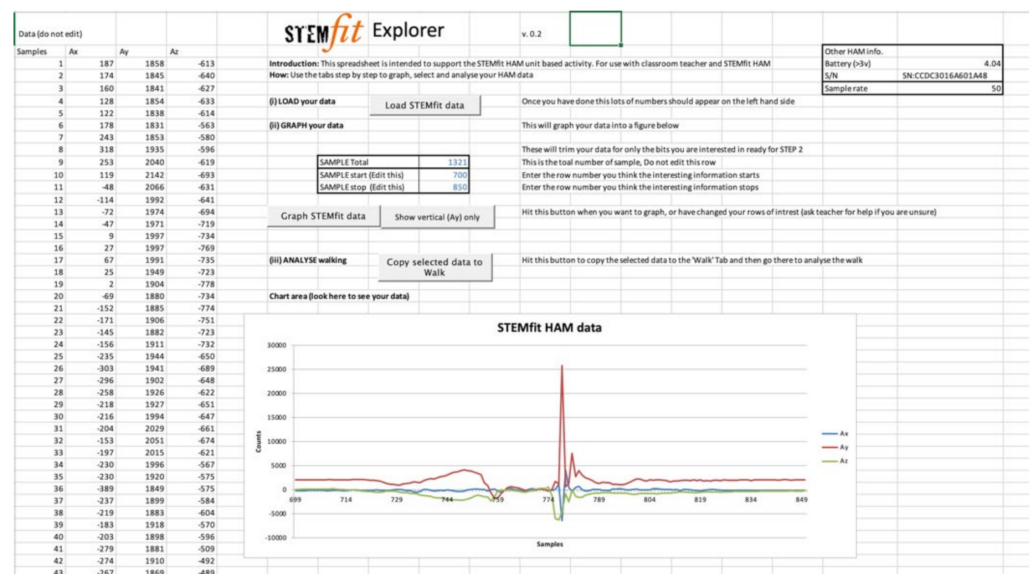 STEMfit Explorer
v. 0.2
Data (do not edit)
Samples Ax Ay Az
1 187 1858 -613
2 174 1845 -640
3 160 1841 -627
4 128 1854 -633
5 122 1838 -614
6 178 1831 -563
7 243 1853 -580
8 318 1935 -596
9 253 2040 -619
10 119 2142 -693
11 -48 2066 -631
12 -114 1992 -641
13 -72 1974 -694
14 -47 1971 -719
15 9 1997 -734
16 27 1997 -769
17 67 1991 -735
18 25 1949 -723
19 2 1904 -778
20 -69 1880 -734
21 -152 1885 -774
22 -171 1906 -751
23 -145 1882 -723
24 -156 1911 -732
25 -235 1944 -650
26 -303 1941 -689
27 -296 1902 -648
28 -258 1926 -622
29 -218 1927 -651
30 -216 1994 -647
31 -204 2029 -661
32 -153 2051 -674
33 -197 2015 -621
34 -230 1996 -567
35 -230 1920 -575
36 -389 1849 -575
37 -237 1899 -584
38 -219 1883 -604
39 -183 1918 -570
40 -203 1898 -596
41 -279 1881 -509
42 -274 1910 -492
43 -267 1869 -489
Introduction: This spreadsheet is intended to support the STEMfit HAM unit based activity. For use with classroom teacher and STEMfit HAM
How: Use the tabs step by step to graph, select and analyse your HAM data
Other HAM info.
Battery (>3v) 4.04
S/N SN:CCDC3016A601A48
Sample rate 50
(i) LOAD your data
Load STEMfit data
Once you have done this lots of numbers should appear on the left hand side
(ii) GRAPH your data
This will graph your data into a figure below
These will trim your data for only the bits you are interested in ready for STEP 2
SAMPLE Total 1321
This is the toal number of sample, Do not edit this row
SAMPLE start (Edit this) 700
Enter the row number you think the interesting information starts
SAMPLE stop (Edit this) 850
Enter the row number you think the interesting information stops
Graph STEMfit data
Show vertical (Ay) only
Hit this button when you want to graph, or have changed your rows of intrest (ask teacher for help if you are unsure)
(iii) ANALYSE walking
Copy selected data to
Walk
Hit this button to copy the selected data to the 'Walk' Tab and then go there to analyse the walk
Chart area (look here to see your data)
STEMfit HAM data
30000
25000
20000
15000
10000
5000
0
-5000
-10000
Counts
699 714 729 744 759 774 789 804 819 834 849
Samples
Ax
Ay
Az